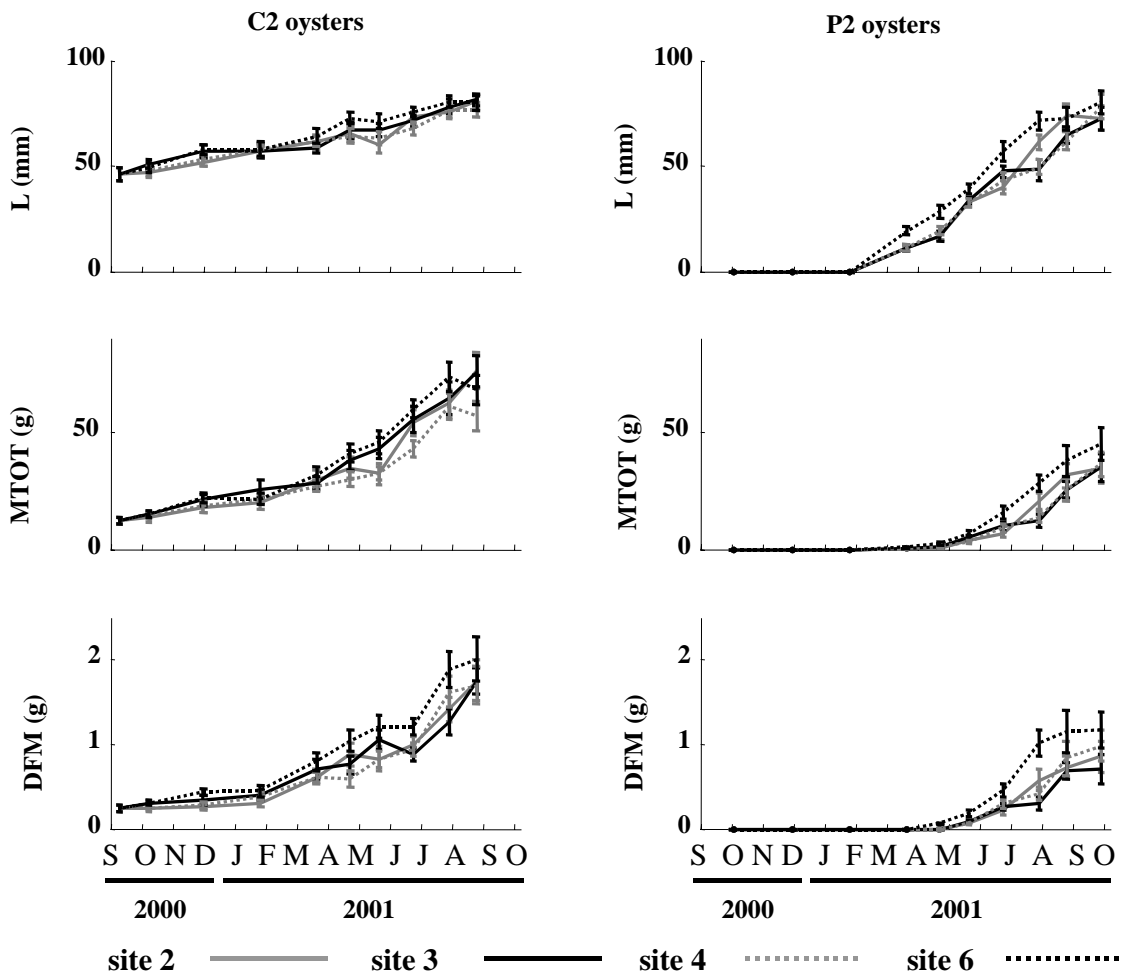 C2 oysters
P2 oysters
100
50
0
L (mm)
100
50
0
L (mm)
50
0
MTOT (g)
50
0
MTOT (g)
2
1
0
DFM (g)
2
1
0
DFM (g)
S O N D J F M A M J J A S O
S O N D J F M A M J J A S O
2000 2001
2000 2001
site 2 site 3 site 4 site 6